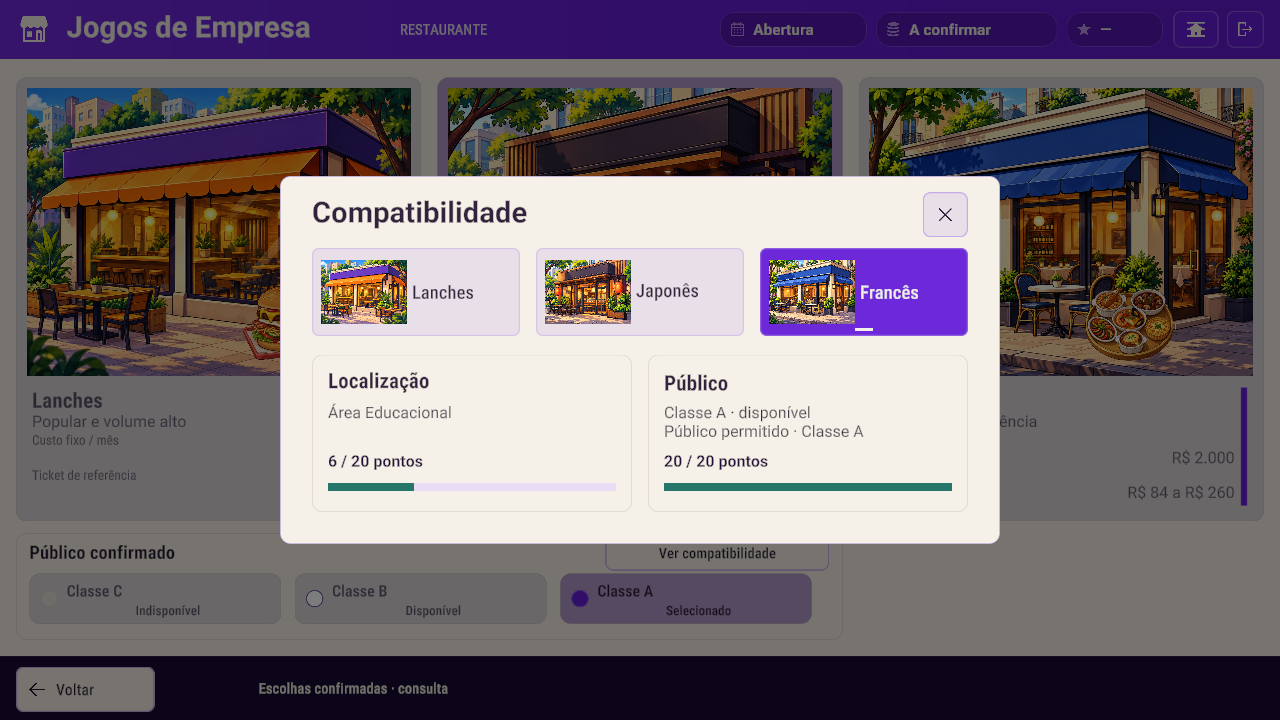 Jogos de Empresa
RESTAURANTE
Abertura
A confirmar
–
Compatibilidade
Lanches
Japonês
Francês
Localização
Área Educacional
6 / 20 pontos
Público
Classe A · disponível
Público permitido · Classe A
20 / 20 pontos
Lanches
Popular e volume alto
Custo fixo / mês
Ticket de referência
ência
R$ 2.000
R$ 84 a R$ 260
Público confirmado
Ver compatibilidade
Classe C
Indisponível
Classe B
Disponível
Classe A
Selecionado
Voltar
Escolhas confirmadas · consulta